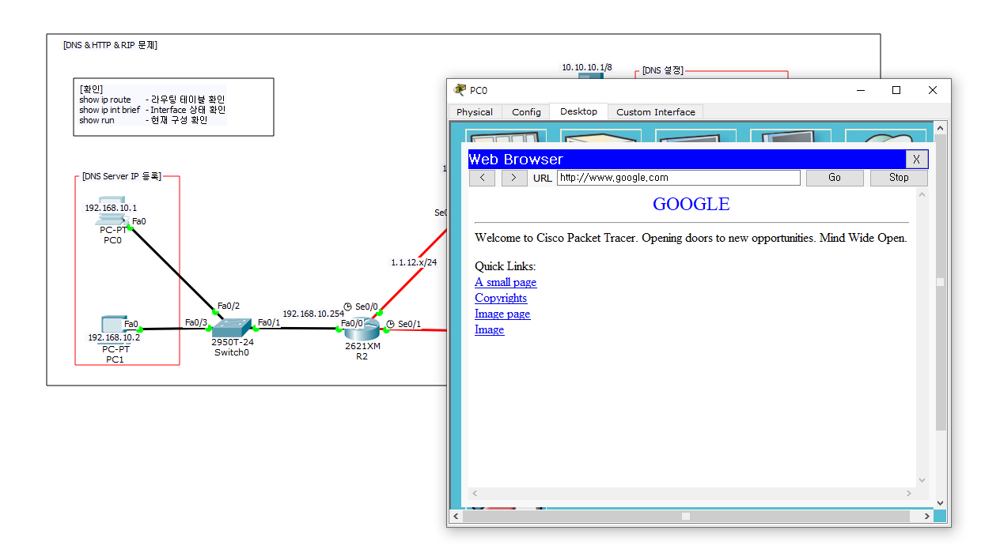 [DNS & HTTP & RIP 문제]
10.10.10.1/8
[DNS 설정]
[확인]
show ip route - 라우팅 테이블 확인
show ip int brief - Interface 상태 확인
show run - 현재 구성 확인
[DNS Server IP 등록]
192.168.10.1
Fa0
PC-PT
PC0
Fa0/2
Fa0
192.168.10.2
PC-PT
PC1
Fa0/3
Fa0/1
2950T-24
Switch0
192.168.10.254
Fa0/0
Se0/0
Se0/1
2621XM
R2
1.1.12.x/24
PC0
Physical
Config
Desktop
Custom Interface
Web Browser
X
<
>
URL
http://www.google.com
Go
Stop
GOOGLE
Welcome to Cisco Packet Tracer. Opening doors to new opportunities. Mind Wide Open.
Quick Links:
A small page
Copyrights
Image page
Image